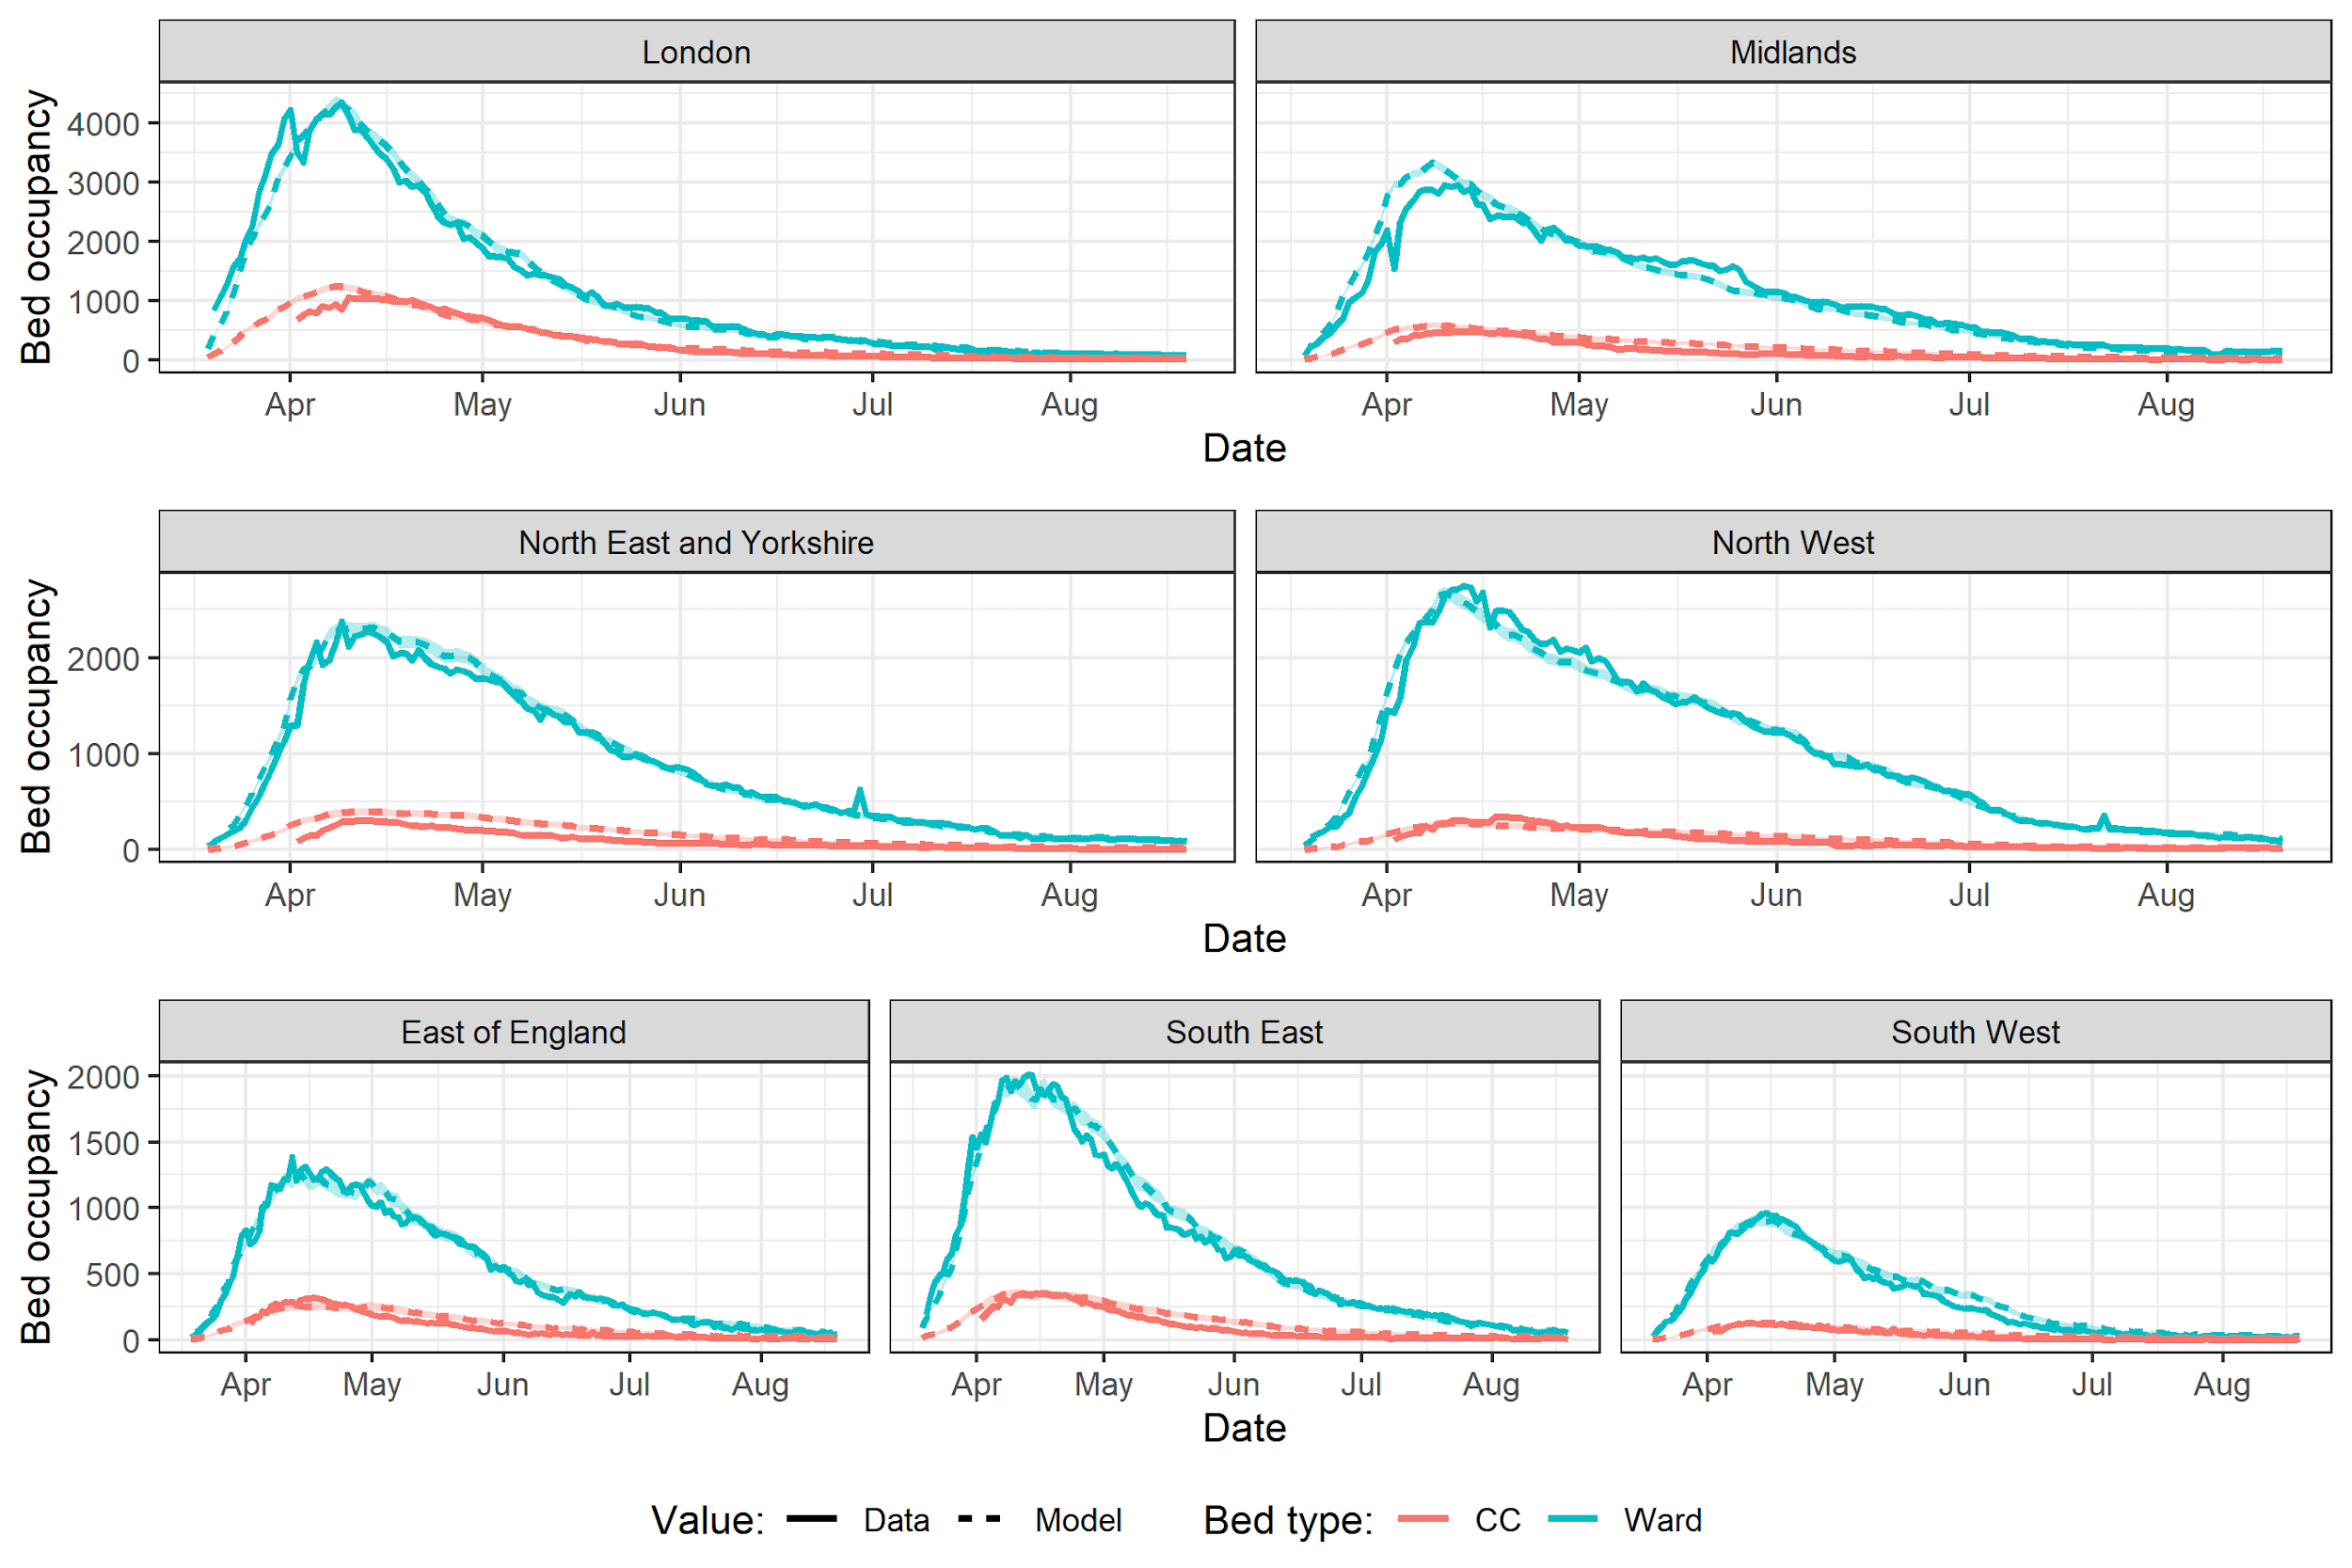 London Midlands
Bed occupancy
4000
3000
2000
1000
0
Apr May Jun Jul Aug Apr May Jun Jul Aug
Date
North East and Yorkshire North West
Bed occupancy
2000
1000
0
Apr May Jun Jul Aug Apr May Jun Jul Aug
Date
East of England South East South West
Bed occupancy
2000
1500
1000
500
0
Apr May Jun Jul Aug Apr May Jun Jul Aug Apr May Jun Jul Aug
Date
Value: Data Model Bed type: CC Ward